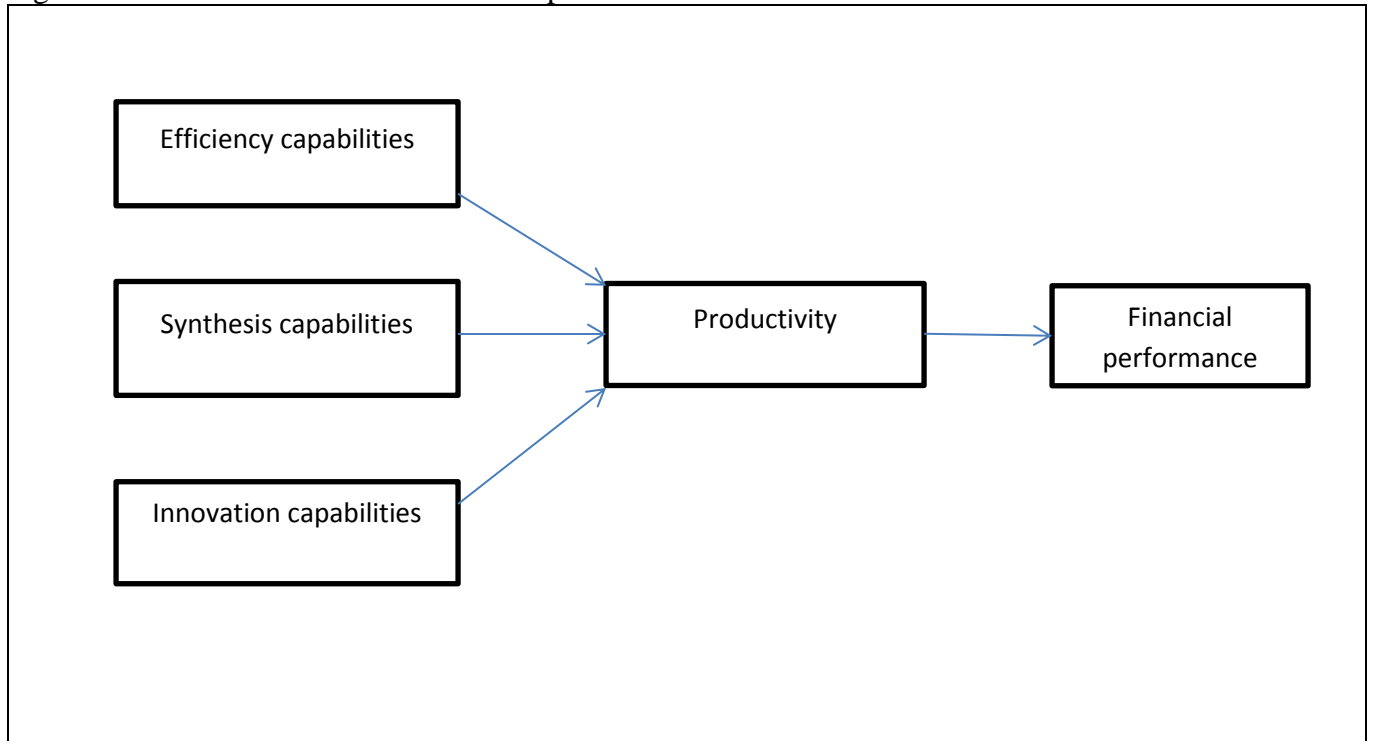 Efficiency capabilities
Synthesis capabilities
Productivity
Financial
performance
Innovation capabilities